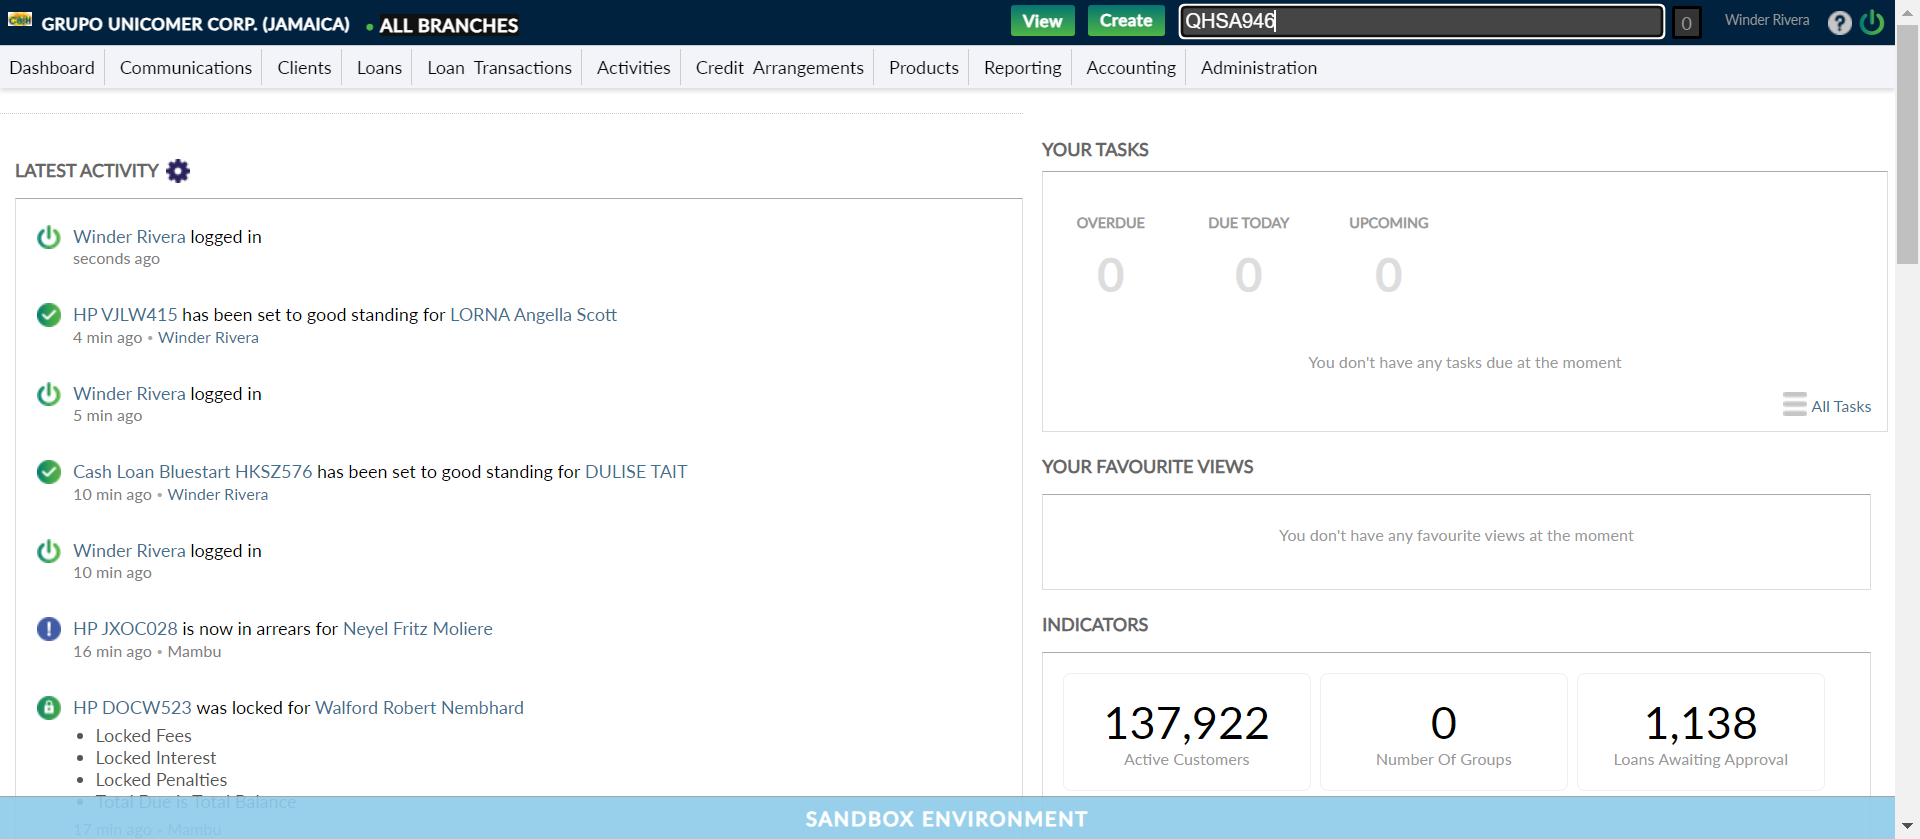 GRUPO UNICOMER CORP. (JAMAICA) • ALL BRANCHES View Create QHSA946 0 Winder Rivera ?
Dashboard Communications Clients Loans Loan Transactions Activities Credit Arrangements Products Reporting Accounting Administration
LATEST ACTIVITY
Winder Rivera logged in
seconds ago
HP VJLW415 has been set to good standing for LORNA Angella Scott
4 min ago • Winder Rivera
Winder Rivera logged in
5 min ago
Cash Loan Bluestart HKSZ576 has been set to good standing for DULISE TAIT
10 min ago • Winder Rivera
Winder Rivera logged in
10 min ago
HP JXOC028 is now in arrears for Neyel Fritz Moliere
16 min ago • Mambu
HP DOCW523 was locked for Walford Robert Nembhard
• Locked Fees
• Locked Interest
• Locked Penalties
• Total Due is Total Balance
17 min ago • Mambu
YOUR TASKS
OVERDUE DUE TODAY UPCOMING
0 0 0
You don't have any tasks due at the moment
All Tasks
YOUR FAVOURITE VIEWS
You don't have any favourite views at the moment
INDICATORS
137,922 0 1,138
Active Customers Number Of Groups Loans Awaiting Approval
SANDBOX ENVIRONMENT